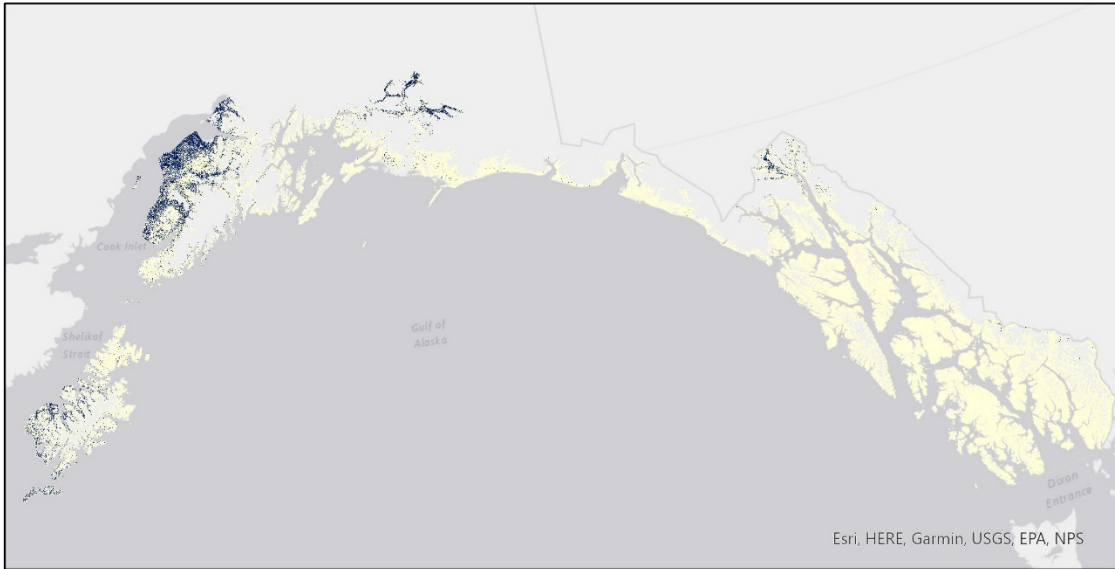 Cook Inlet
Shelikof
Strait
Gulf of
Alaska
Dixon
Entrance
Esri, HERE, Garmin, USGS, EPA, NPS